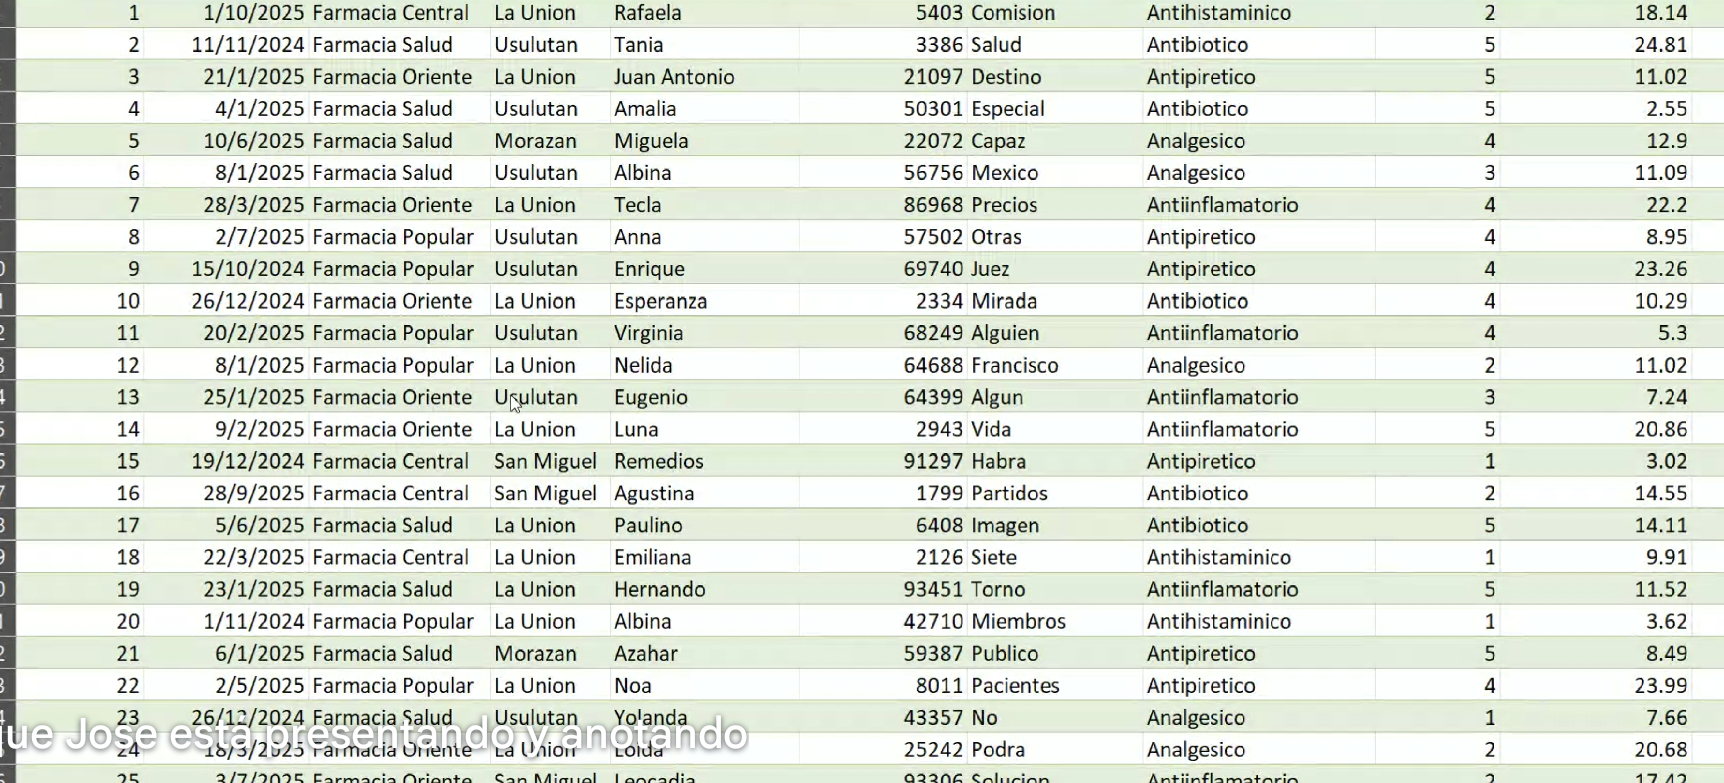 1 1/10/2025 Farmacia Central La Union Rafaela 5403 Comision Antihistaminico 2 18.14
2 11/11/2024 Farmacia Salud Usulutan Tania 3386 Salud Antibiotico 5 24.81
3 21/1/2025 Farmacia Oriente La Union Juan Antonio 21097 Destino Antipiretico 5 11.02
4 4/1/2025 Farmacia Salud Usulutan Amalia 50301 Especial Antibiotico 5 2.55
5 10/6/2025 Farmacia Salud Morazan Miguela 22072 Capaz Analgesico 4 12.9
6 8/1/2025 Farmacia Salud Usulutan Albina 56756 Mexico Analgesico 3 11.09
7 28/3/2025 Farmacia Oriente La Union Tecla 86968 Precios Antiinflamatorio 4 22.2
8 2/7/2025 Farmacia Popular Usulutan Anna 57502 Otras Antipiretico 4 8.95
9 15/10/2024 Farmacia Popular Usulutan Enrique 69740 Juez Antipiretico 4 23.26
10 26/12/2024 Farmacia Oriente La Union Esperanza 2334 Mirada Antibiotico 4 10.29
11 20/2/2025 Farmacia Popular Usulutan Virginia 68249 Alguien Antiinflamatorio 4 5.3
12 8/1/2025 Farmacia Popular La Union Nelida 64688 Francisco Analgesico 2 11.02
13 25/1/2025 Farmacia Oriente Usulutan Eugenio 64399 Algun Antiinflamatorio 3 7.24
14 9/2/2025 Farmacia Oriente La Union Luna 2943 Vida Antiinflamatorio 5 20.86
15 19/12/2024 Farmacia Central San Miguel Remedios 91297 Habra Antipiretico 1 3.02
16 28/9/2025 Farmacia Central San Miguel Agustina 1799 Partidos Antibiotico 2 14.55
17 5/6/2025 Farmacia Salud La Union Paulino 6408 Imagen Antibiotico 5 14.11
18 22/3/2025 Farmacia Central La Union Emiliana 2126 Siete Antihistaminico 1 9.91
19 23/1/2025 Farmacia Salud La Union Hernando 93451 Torno Antiinflamatorio 5 11.52
20 1/11/2024 Farmacia Popular La Union Albina 42710 Miembros Antihistaminico 1 3.62
21 6/1/2025 Farmacia Salud Morazan Azahar 59387 Publico Antipiretico 5 8.49
22 2/5/2025 Farmacia Popular La Union Noa 8011 Pacientes Antipiretico 4 23.99
23 26/12/2024 Farmacia Salud Usulutan Yolanda 43357 No Analgesico 1 7.66
ue Jose está presentando y anotando
24 18/3/2025 Loida 25242 Podra Analgesico 2 20.68
25 3/7/2025 Farmacia Oriente San Miguel Leocadia 93306 Solucion Antiinflamatorio 2 17.42